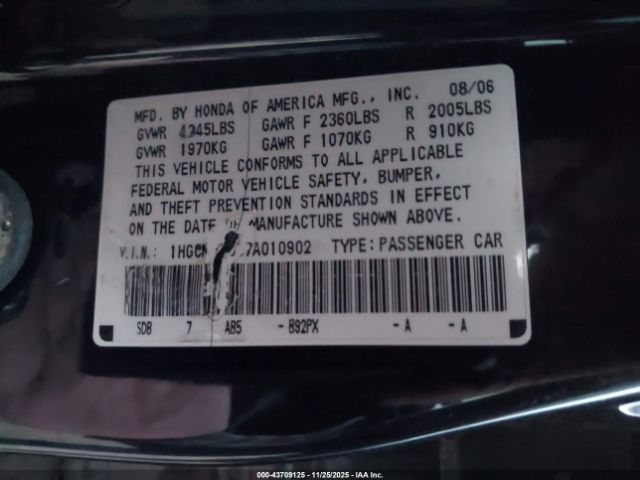 08/06
MFD. BY HONDA OF AMERICA MFG., INC.
GVWR 4345LBS GAWR F 2360LBS R 2005LBS
GVWR 1970KG GAWR F 1070KG R 910KG
THIS VEHICLE CONFORMS TO ALL APPLICABLE
FEDERAL MOTOR VEHICLE SAFETY, BUMPER,
AND THEFT PREVENTION STANDARDS IN EFFECT
ON THE DATE OF MANUFACTURE SHOWN ABOVE.
V.I.N.: TYPE: PASSENGER CAR
SDB 7 AB5 -B92PX -A -A
000-43709125 - 11/25/2025 - IAA Inc.